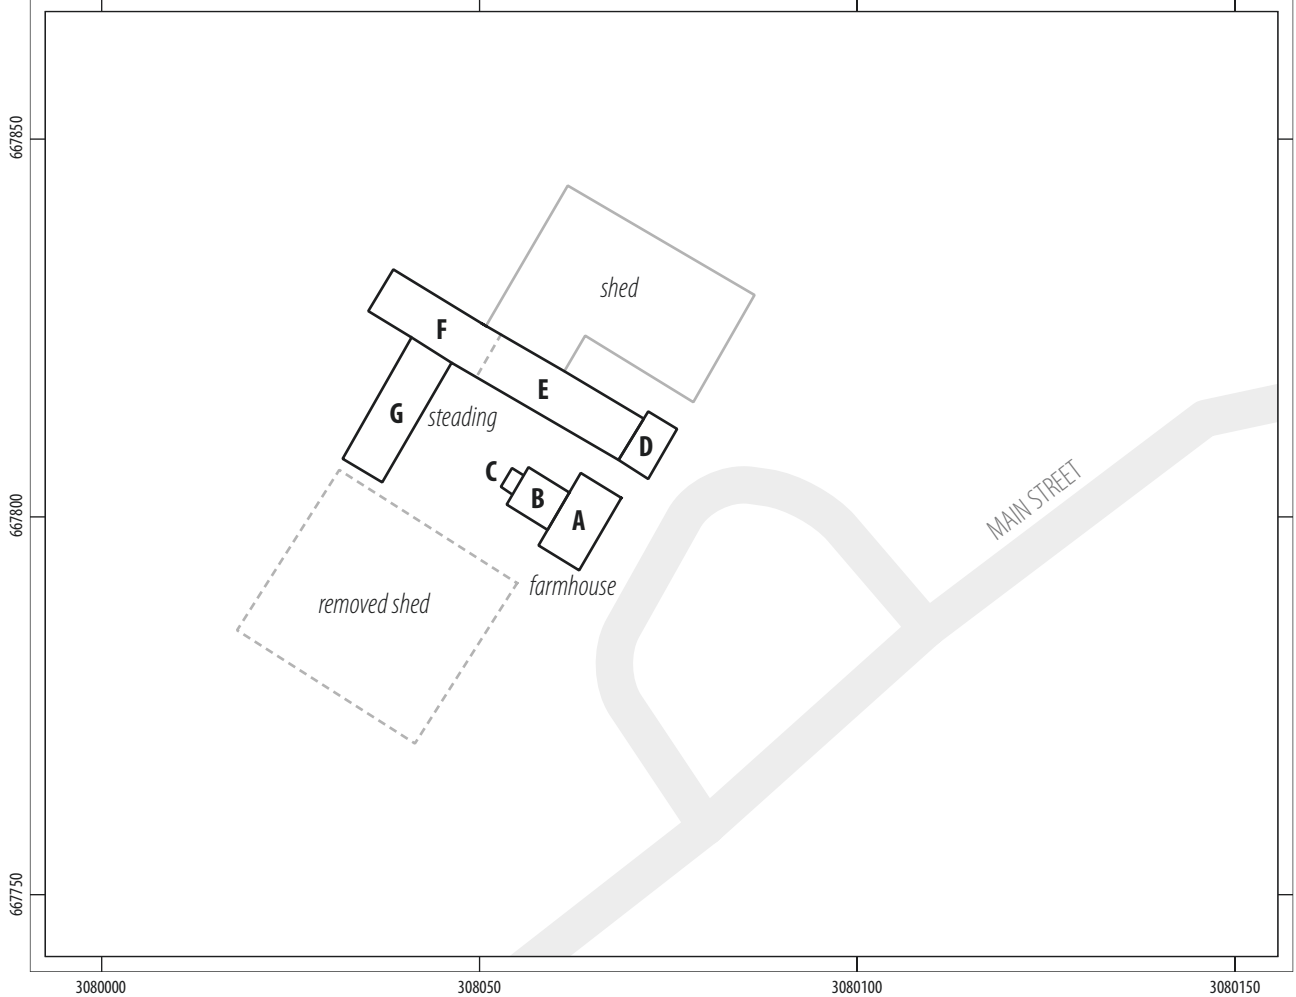 667850
shed
F
E
G
steading
D
C
B
A
667800
MAIN STREET
farmhouse
removed shed
667750
3080000
308050
3080100
3080150